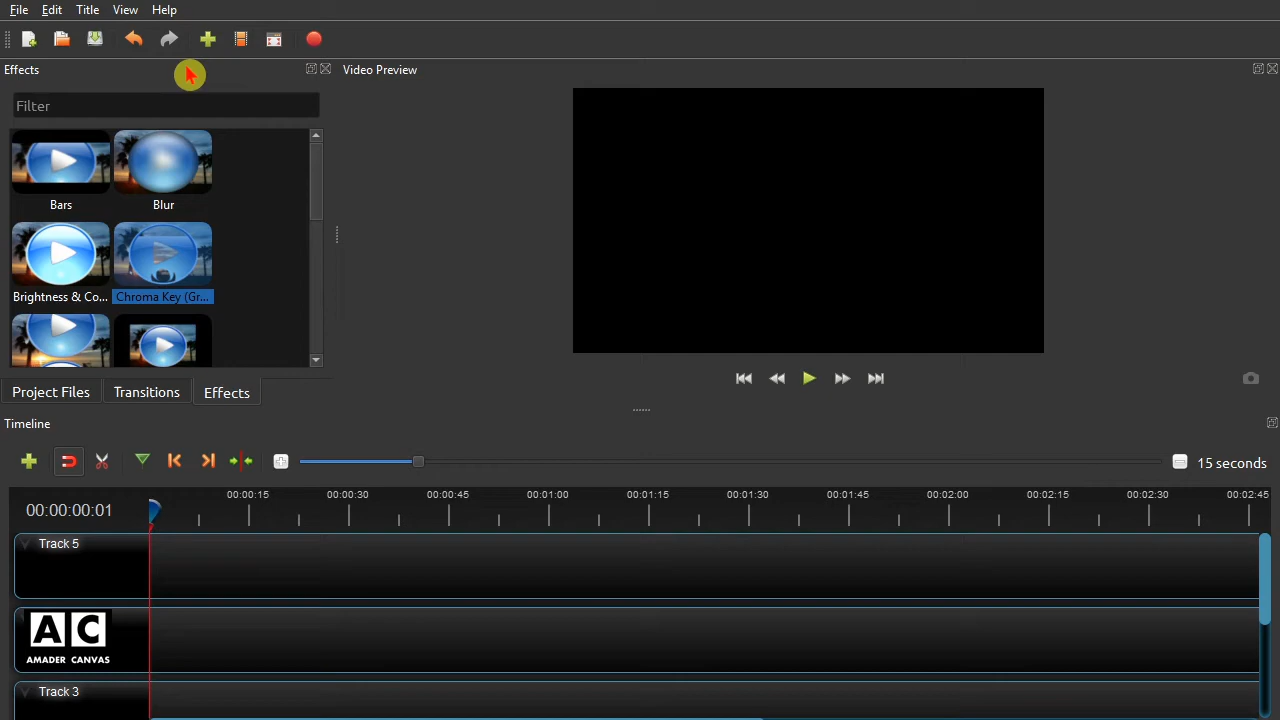 File Edit Title View Help
Effects
Video Preview
Filter
Bars
Blur
Brightness & Co...
Chroma Key (Gr...
Project Files
Transitions
Effects
Timeline
15 seconds
00:00:00:01
00:00:15
00:00:30
00:00:45
00:01:00
00:01:15
00:01:30
00:01:45
00:02:00
00:02:15
00:02:30
00:02:45
Track 5
A|C
AMADER CANVAS
Track 3